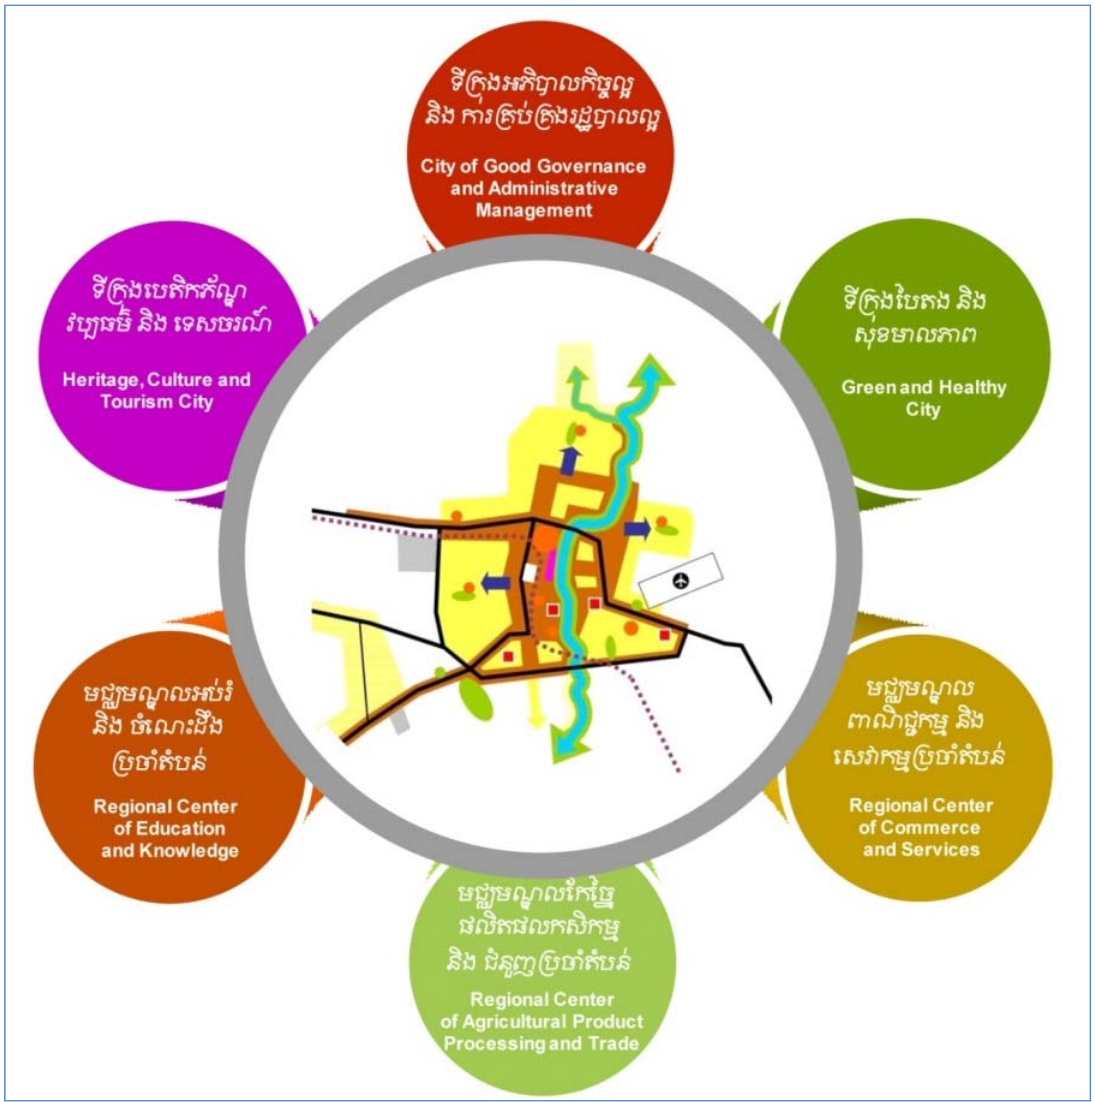 ទីក្រុងអភិបាលកិច្ចល្អ
និង ការគ្រប់គ្រងរដ្ឋបាលល្អ
City of Good Governance
and Administrative
Management
ទីក្រុងបៃតង និង
សុខមាលភាព
Green and Healthy
City
មជ្ឈមណ្ឌល
ពាណិជ្ជកម្ម និង
សេវាកម្មប្រចាំតំបន់
Regional Center
of Commerce
and Services
មជ្ឈមណ្ឌលកែច្នៃ
ផលិតផលកសិកម្ម
និង ជំនួញប្រចាំតំបន់
Regional Center
of Agricultural Product
Processing and Trade
មជ្ឈមណ្ឌលអប់រំ
និង ចំណេះដឹង
ប្រចាំតំបន់
Regional Center
of Education
and Knowledge
ទីក្រុងបេតិកភ័ណ្ឌ
វប្បធម៌ និង ទេសចរណ៍
Heritage, Culture and
Tourism City